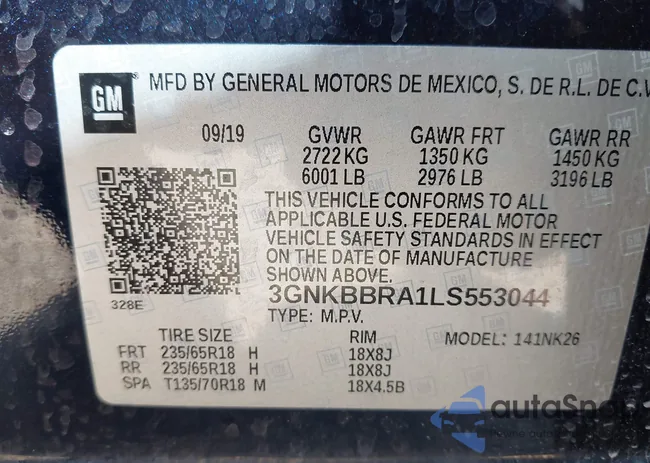 GM
MFD BY GENERAL MOTORS DE MEXICO, S. DE R.L. DE C.V
09/19 GVWR GAWR FRT GAWR RR
2722 KG 1350 KG 1450 KG
6001 LB 2976 LB 3196 LB
THIS VEHICLE CONFORMS TO ALL
APPLICABLE U.S. FEDERAL MOTOR
VEHICLE SAFETY STANDARDS IN EFFECT
ON THE DATE OF MANUFACTURE
SHOWN ABOVE.
328E
3GNKBBRA1LS553044
TYPE: M.P.V.
TIRE SIZE RIM MODEL: 141NK26
FRT 235/65R18 H 18X8J
RR 235/65R18 H 18X8J
SPA T135/70R18 M 18X4.5B